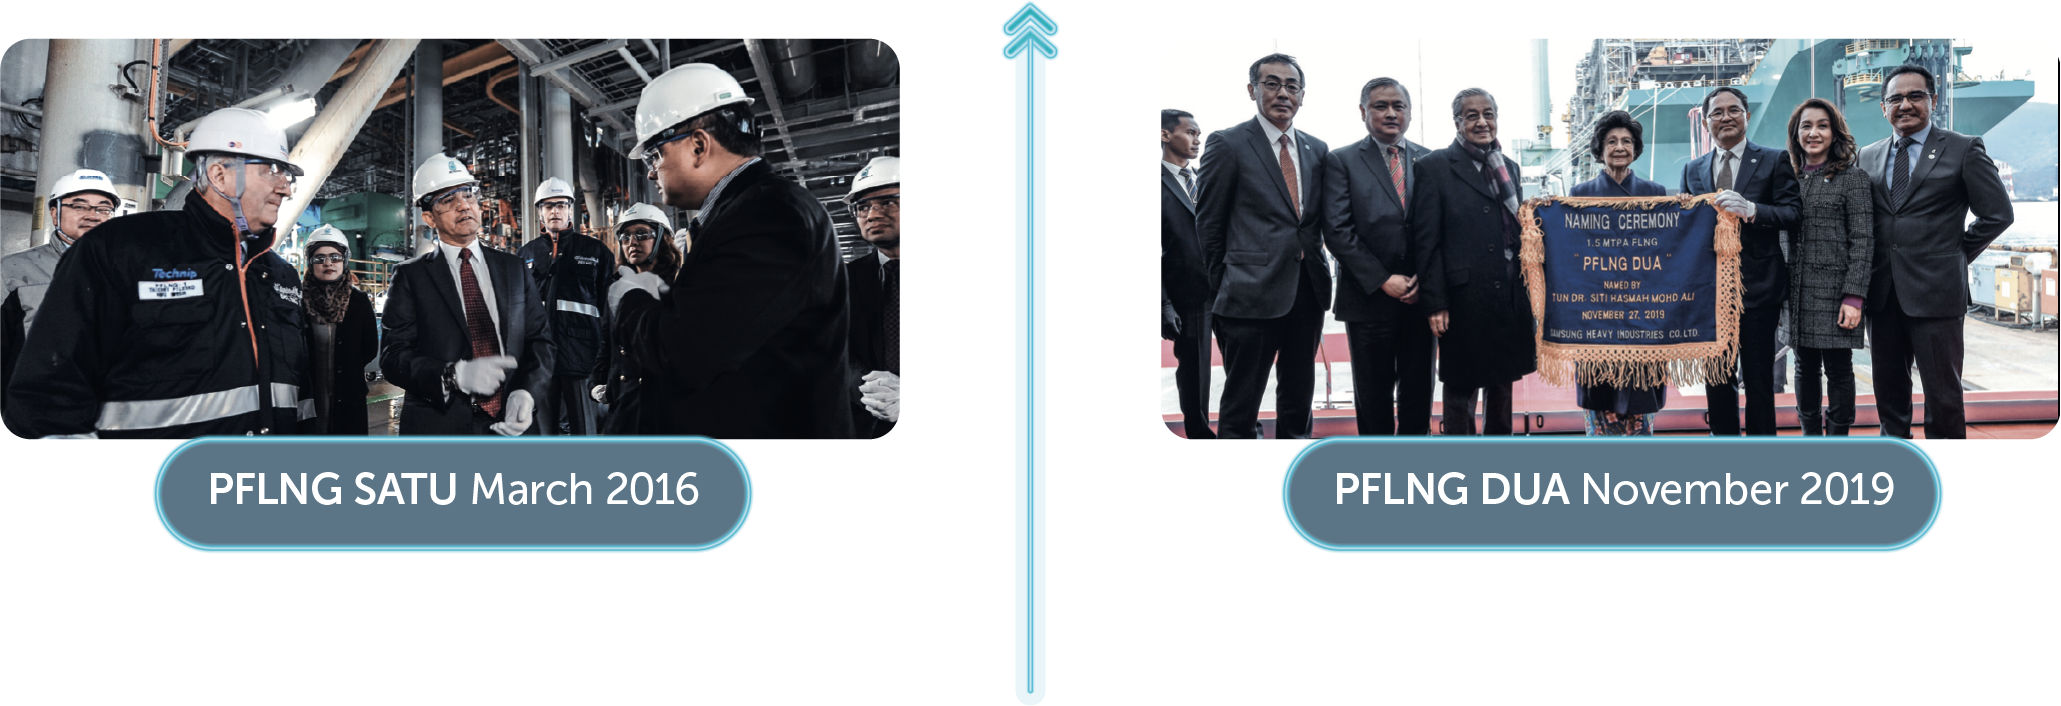 Technip
PFLNG SATU March 2016
NAMING CEREMONY
1.5 MTPA FLNG
"PFLNG DUA"
NAMED BY
TUN DR. SITI HASMAH MOHD ALI
NOVEMBER 27, 2019
SAMSUNG HEAVY INDUSTRIES CO., LTD.
PFLNG DUA November 2019